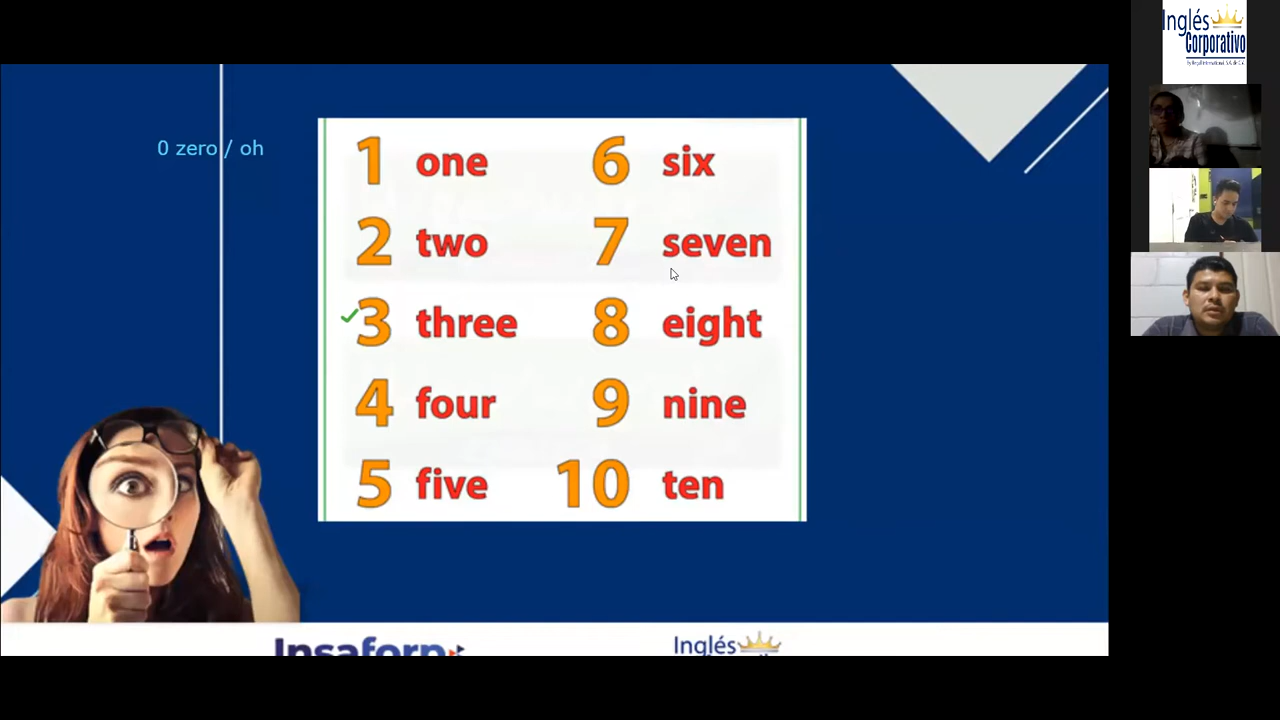 0 zero / oh
1 one 6 six
2 two 7 seven
3 three 8 eight
4 four 9 nine
5 five 10 ten
Insaforp
Inglés
Inglés
Corporativo